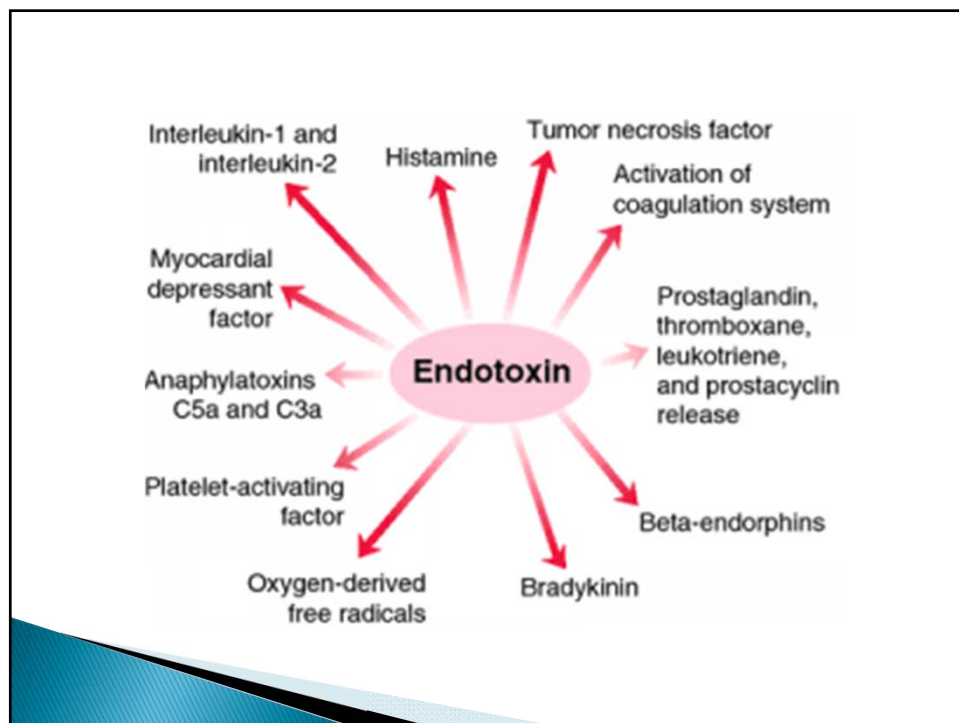 Interleukin-1 and
interleukin-2
Histamine
Tumor necrosis factor
Activation of
coagulation system
Myocardial
depressant
factor
Prostaglandin,
thromboxane,
leukotriene,
and prostacyclin
release
Endotoxin
Anaphylatoxins
C5a and C3a
Platelet-activating
factor
Beta-endorphins
Oxygen-derived
free radicals
Bradykinin